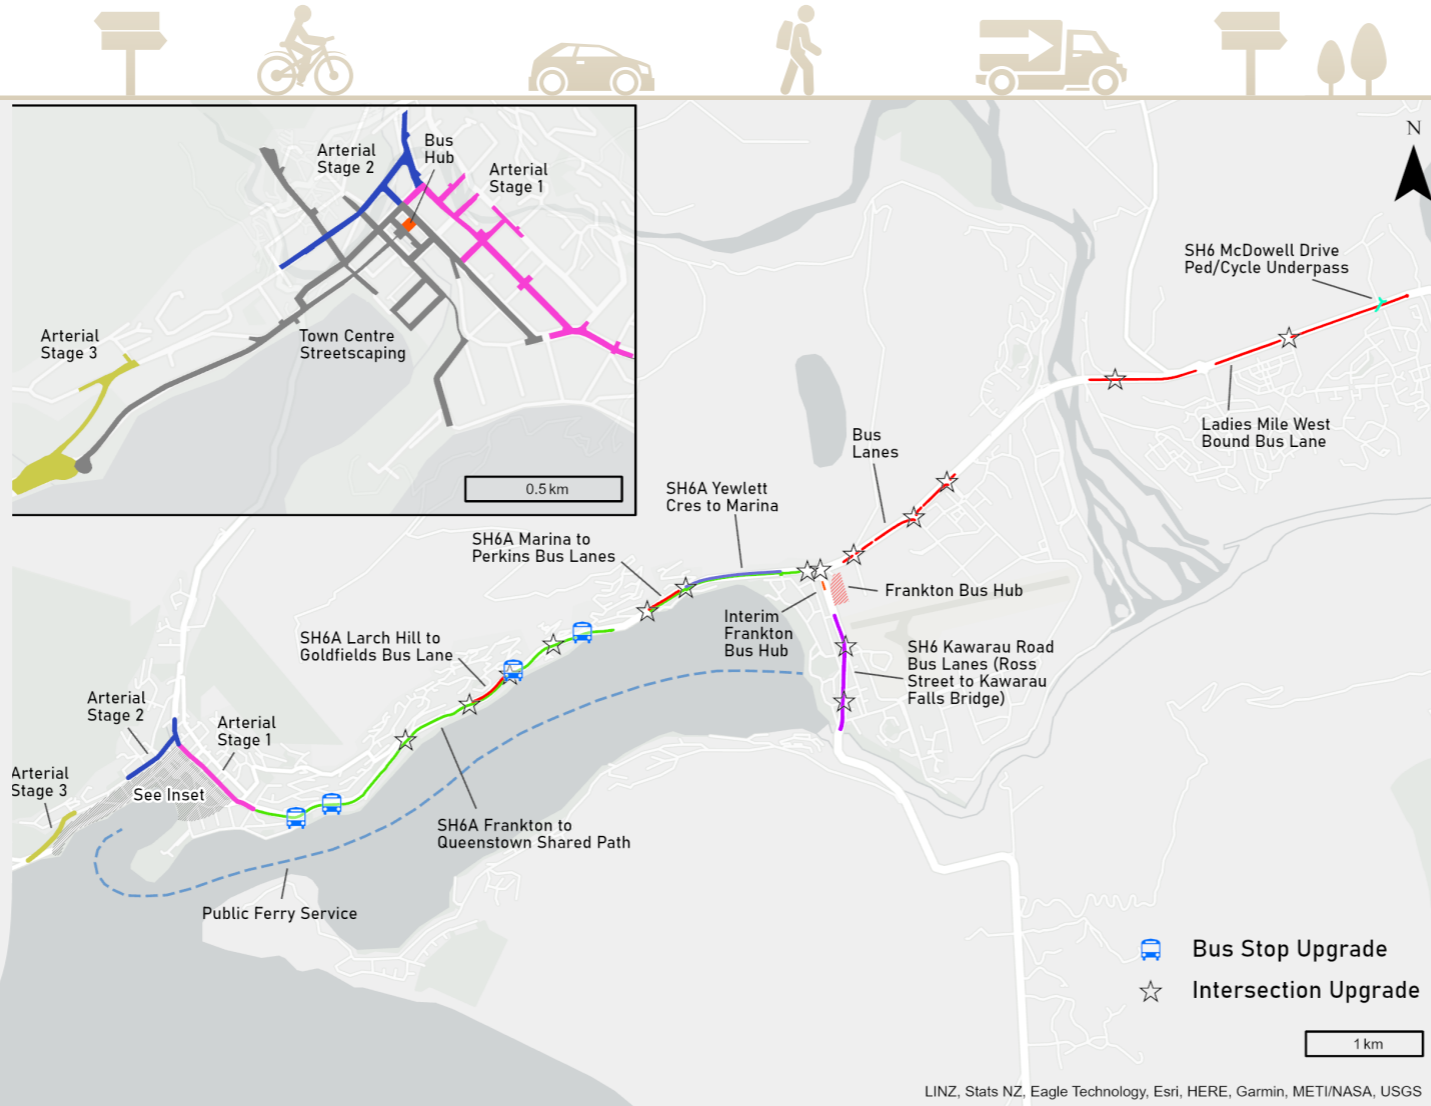 Arterial
Stage 2
Bus
Hub
Arterial
Stage 1
Arterial
Stage 3
Town Centre
Streetscaping
0.5 km
N
SH6 McDowell Drive
Ped/Cycle Underpass
Ladies Mile West
Bound Bus Lane
Bus
Lanes
SH6A Yewlett
Cres to Marina
SH6A Marina to
Perkins Bus Lanes
Frankton Bus Hub
Interim
Frankton
Bus Hub
SH6 Kawarau Road
Bus Lanes (Ross
Street to Kawarau
Falls Bridge)
SH6A Larch Hill to
Goldfields Bus Lane
Arterial
Stage 2
Arterial
Stage 1
Arterial
Stage 3
See Inset
SH6A Frankton to
Queenstown Shared Path
Public Ferry Service
Bus Stop Upgrade
Intersection Upgrade
1 km
LINZ, Stats NZ, Eagle Technology, Esri, HERE, Garmin, METI/NASA, USGS